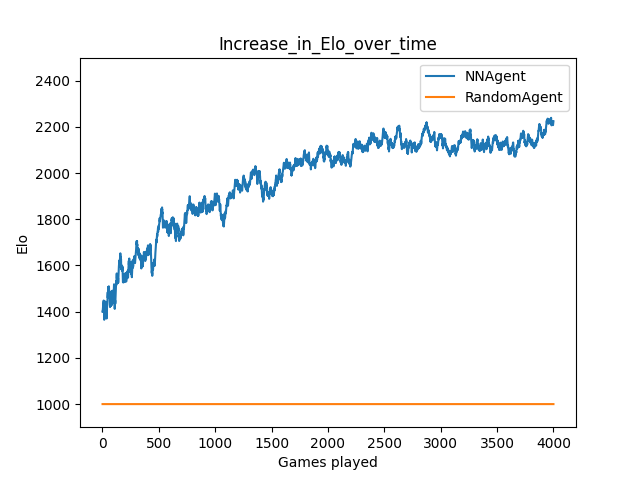 Increase_in_Elo_over_time
NNAgent
RandomAgent
2400
2200
2000
1800
1600
1400
1200
1000
Elo
0 500 1000 1500 2000 2500 3000 3500 4000
Games played